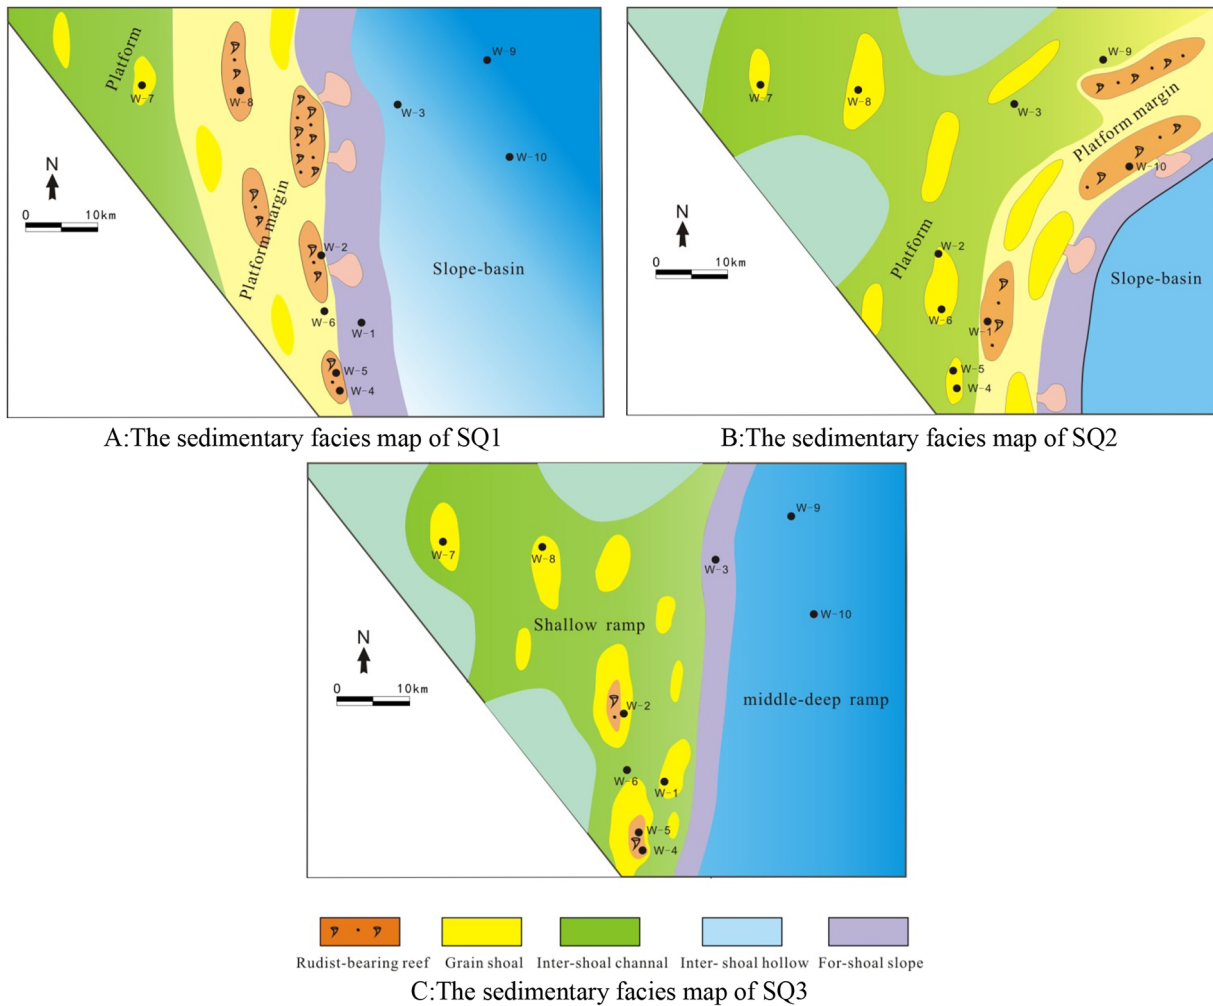 Platform
W-7
W-8
W-9
W-3
W-10
N
0 10km
Platform margin
W-2
W-6
W-1
W-5
W-4
Slope-basin
A:The sedimentary facies map of SQ1
W-9
W-7
W-8
W-3
Platform margin
W-10
N
0 10km
Platform
W-2
W-6
W-1
W-5
W-4
Slope-basin
B:The sedimentary facies map of SQ2
W-9
W-7
W-8
W-3
W-10
Shallow ramp
N
0 10km
W-2
middle-deep ramp
W-6
W-1
W-5
W-4
Rudist-bearing reef
Grain shoal
Inter-shoal channal
Inter- shoal hollow
For-shoal slope
C:The sedimentary facies map of SQ3